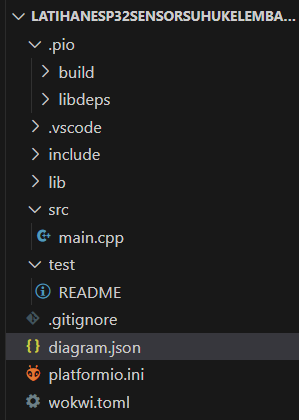 LATIHANESP32SENSORSUHUKELEMBA...
.pio
build
libdeps
.vscode
include
lib
src
main.cpp
test
README
.gitignore
diagram.json
platformio.ini
wokwi.toml